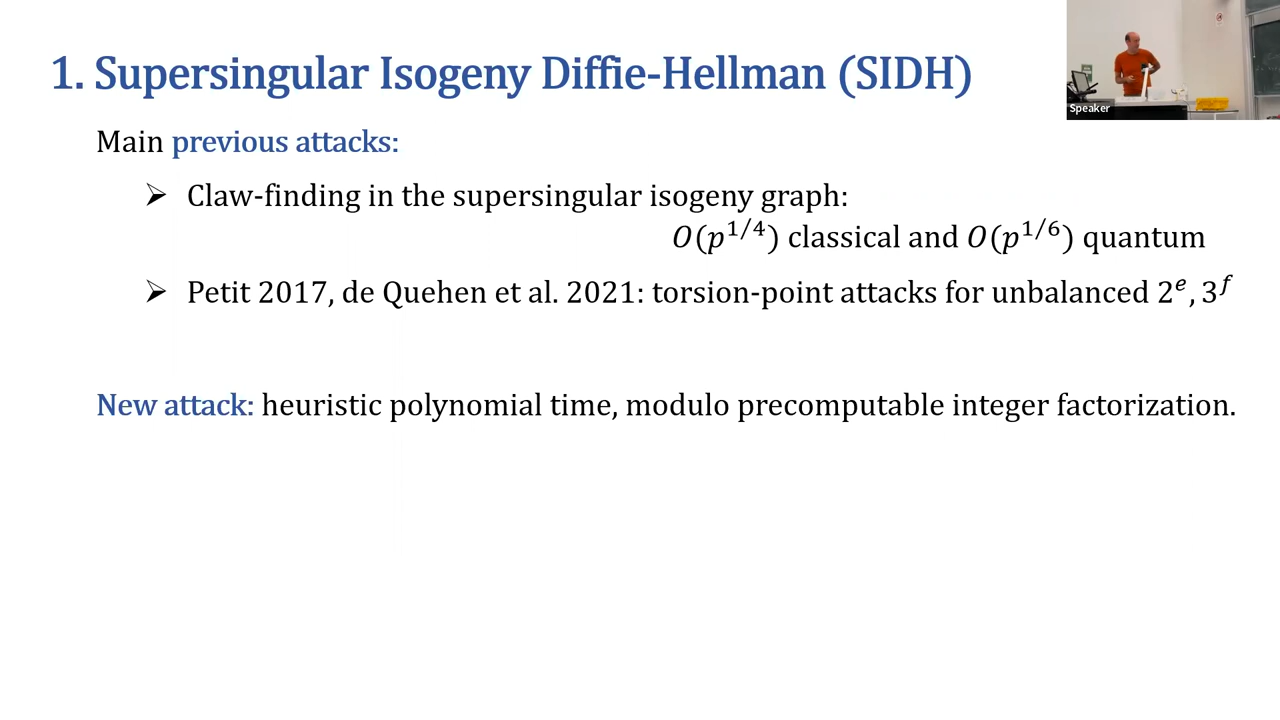 1. Supersingular Isogeny Diffie-Hellman (SIDH)
Speaker
Main previous attacks:
➢ Claw-finding in the supersingular isogeny graph:
O(p^{1/4}) classical and O(p^{1/6}) quantum
➢ Petit 2017, de Quehen et al. 2021: torsion-point attacks for unbalanced 2^e, 3^f
New attack: heuristic polynomial time, modulo precomputable integer factorization.